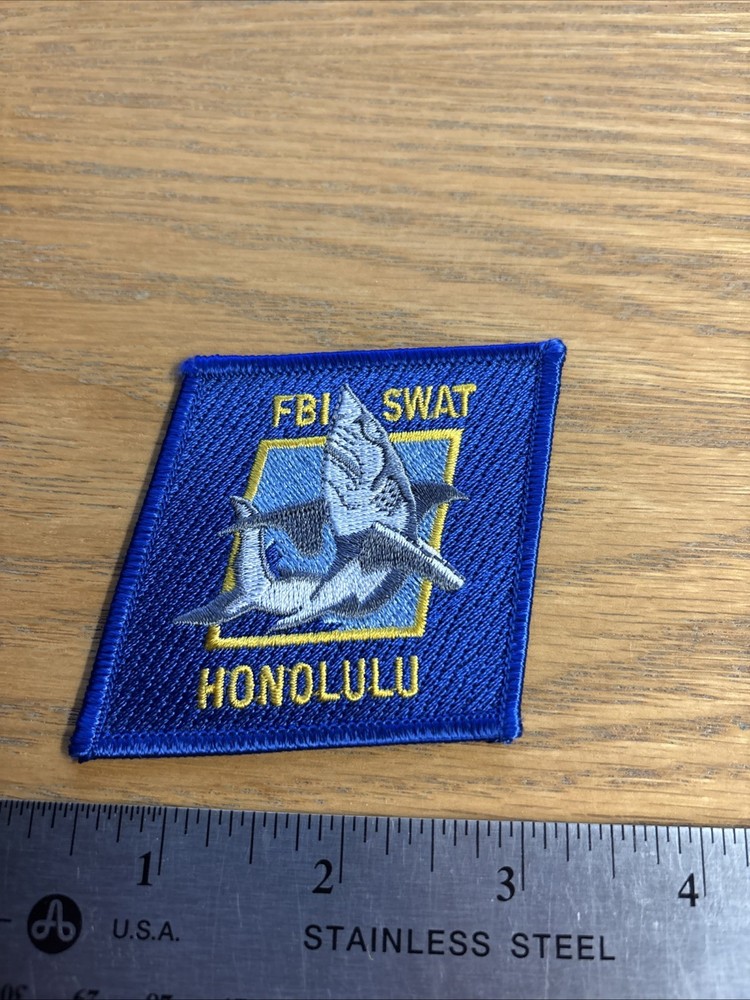 FBI SWAT
HONOLULU
1 2 3 4
A U.S.A. STAINLESS STEEL